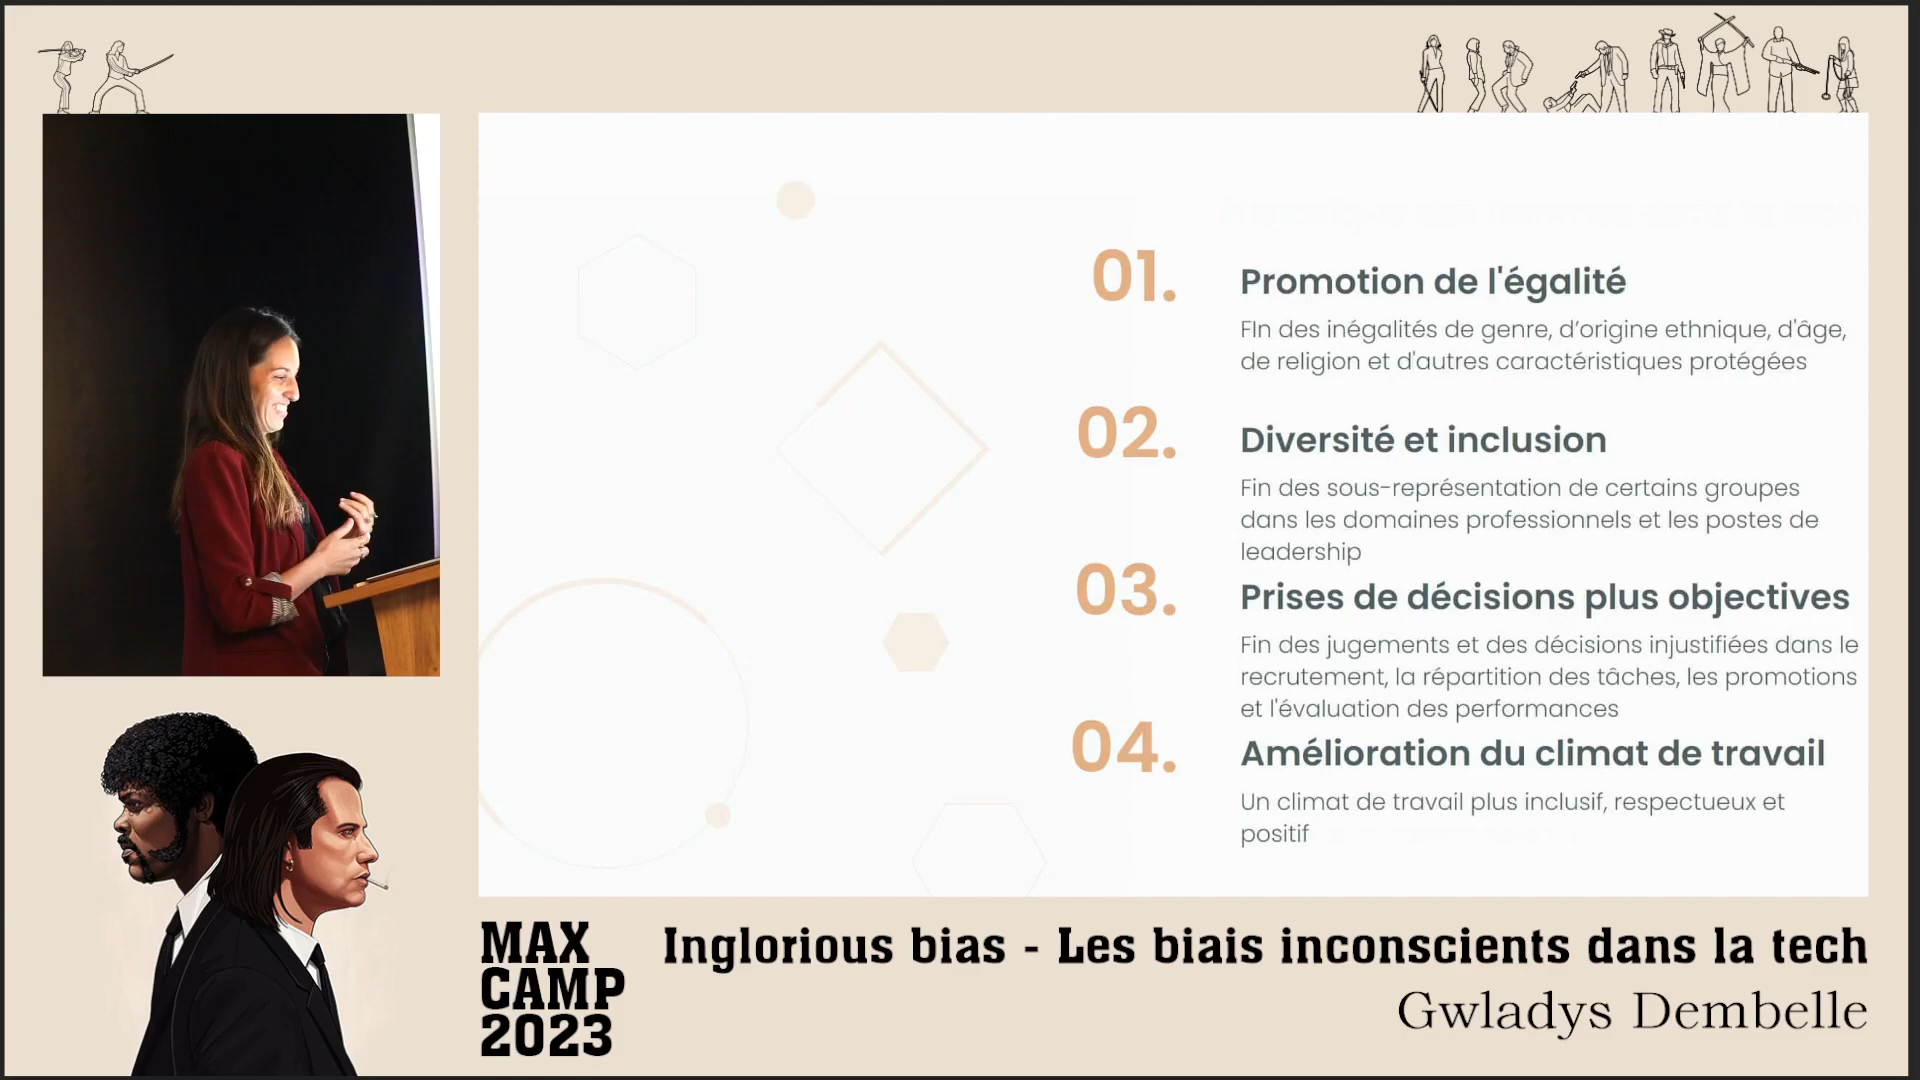 01.
Promotion de l'égalité
FIn des inégalités de genre, d’origine ethnique, d'âge,
de religion et d'autres caractéristiques protégées
02.
Diversité et inclusion
Fin des sous-représentation de certains groupes
dans les domaines professionnels et les postes de
leadership
03.
Prises de décisions plus objectives
Fin des jugements et des décisions injustifiées dans le
recrutement, la répartition des tâches, les promotions
et l'évaluation des performances
04.
Amélioration du climat de travail
Un climat de travail plus inclusif, respectueux et
positif
MAX
CAMP
2023
Inglorious bias - Les biais inconscients dans la tech
Gwladys Dembelle